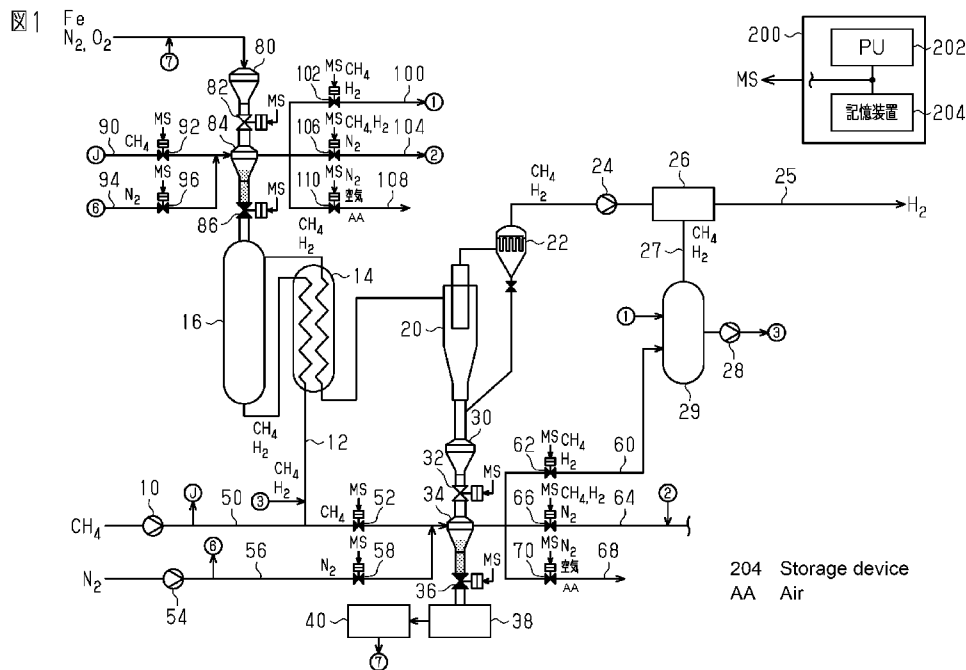 図1
Fe
N₂, O₂
⑦
80
102
MS
CH₄
H₂
100
①
82
MS
84
106
MS
CH₄, H₂
N₂
104
②
90
Ⓙ
MS
CH₄
92
94
⑥
MS
N₂
96
110
MS
N₂
空気
AA
108
86
MS
200
PU
202
MS
記憶装置
204
CH₄
H₂
24
26
25
H₂
22
27
CH₄
H₂
CH₄
H₂
14
16
20
①
28
③
29
CH₄
H₂
12
30
CH₄
H₂
③
32
MS
34
62
MS
CH₄
H₂
60
10
Ⓙ
CH₄
50
MS
CH₄
52
66
MS
CH₄, H₂
N₂
64
②
⑥
N₂
54
56
MS
N₂
58
70
MS
N₂
空気
AA
68
36
MS
40
38
⑦
204 Storage device
AA Air